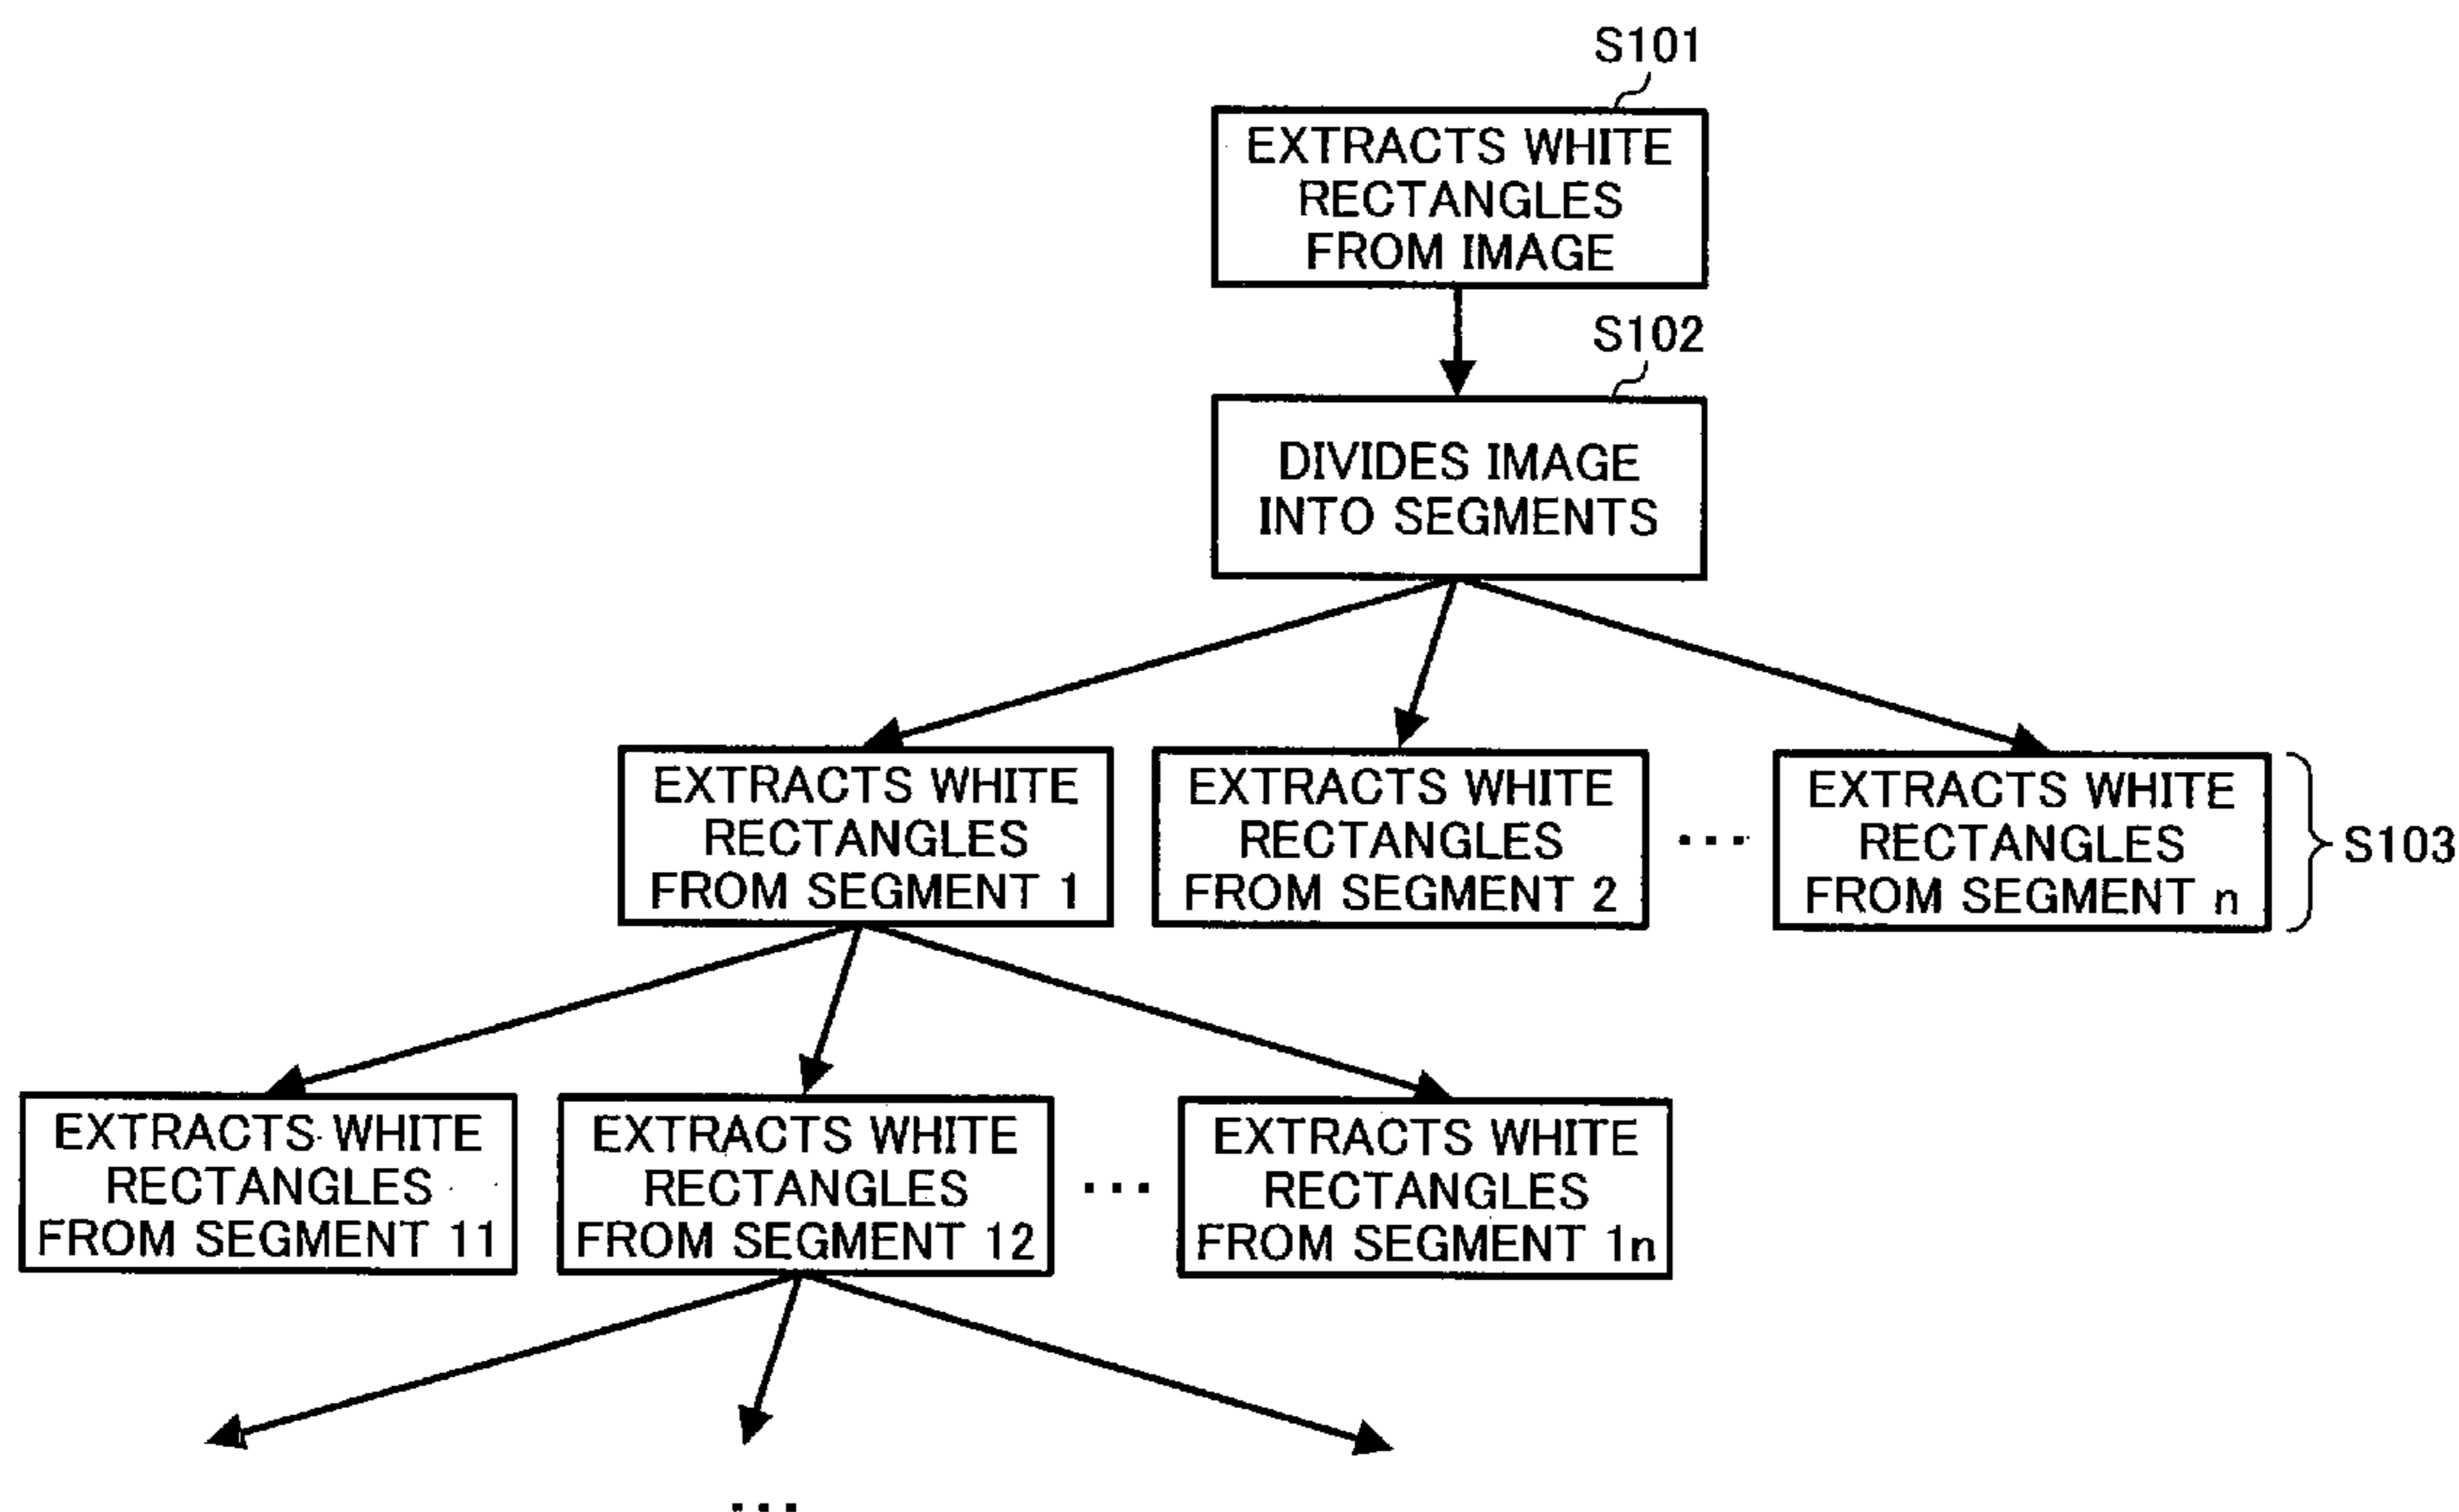 S101
EXTRACTS WHITE
RECTANGLES
FROM IMAGE
S102
DIVIDES IMAGE
INTO SEGMENTS
EXTRACTS WHITE
RECTANGLES
FROM SEGMENT 1
EXTRACTS WHITE
RECTANGLES
FROM SEGMENT 2
...
EXTRACTS WHITE
RECTANGLES
FROM SEGMENT n
S103
EXTRACTS WHITE
RECTANGLES
FROM SEGMENT 11
EXTRACTS WHITE
RECTANGLES
FROM SEGMENT 12
...
EXTRACTS WHITE
RECTANGLES
FROM SEGMENT 1n
...